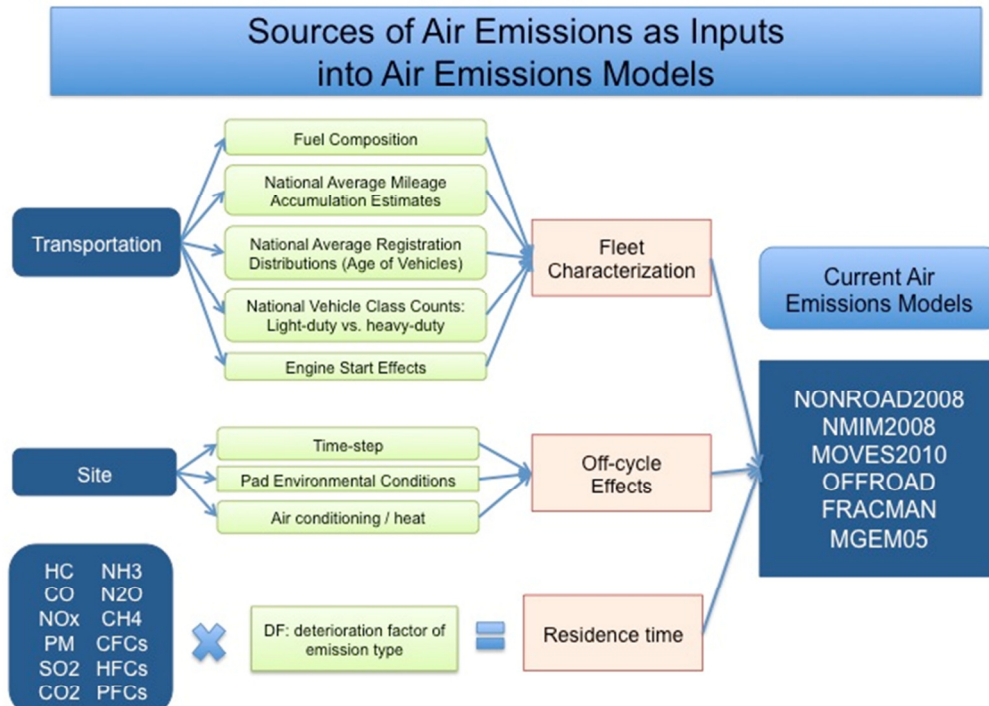 Sources of Air Emissions as Inputs
into Air Emissions Models
Transportation
Fuel Composition
National Average Mileage
Accumulation Estimates
National Average Registration
Distributions (Age of Vehicles)
National Vehicle Class Counts:
Light-duty vs. heavy-duty
Engine Start Effects
Fleet
Characterization
Site
Time-step
Pad Environmental Conditions
Air conditioning / heat
Off-cycle
Effects
HC NH3
CO N2O
NOx CH4
PM CFCs
SO2 HFCs
CO2 PFCs
DF: deterioration factor of
emission type
Residence time
Current Air
Emissions Models
NONROAD2008
NMIM2008
MOVES2010
OFFROAD
FRACMAN
MGEM05